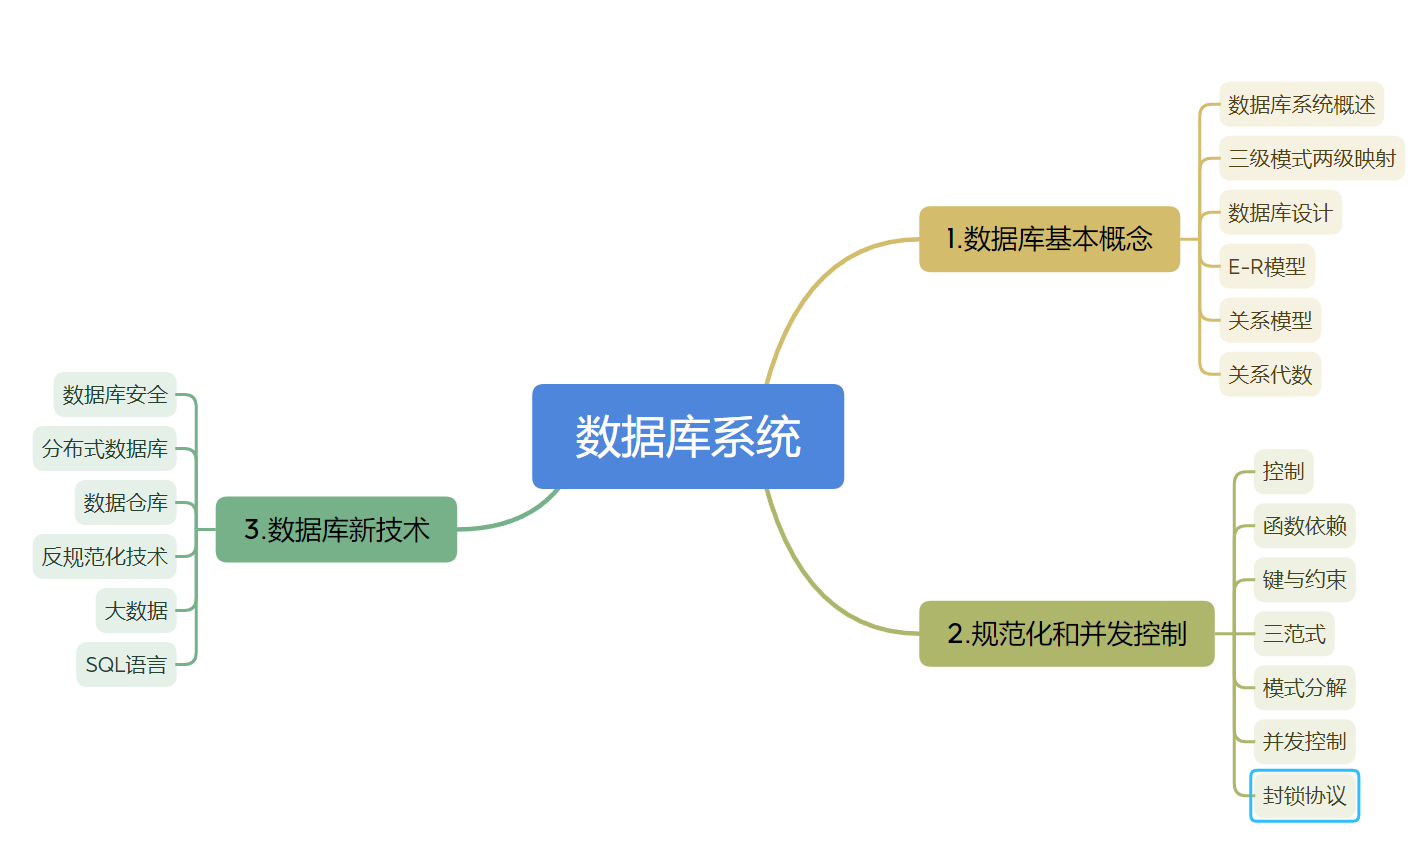 数据库系统
1.数据库基本概念
数据库系统概述
三级模式两级映射
数据库设计
E-R模型
关系模型
关系代数
2.规范化和并发控制
控制
函数依赖
键与约束
三范式
模式分解
并发控制
封锁协议
3.数据库新技术
数据库安全
分布式数据库
数据仓库
反规范化技术
大数据
SQL语言